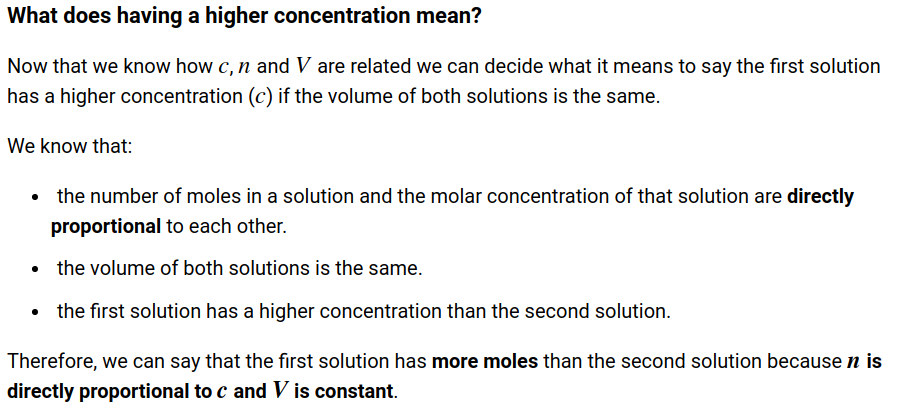 What does having a higher concentration mean?
Now that we know how c, n and V are related we can decide what it means to say the first solution
has a higher concentration (c) if the volume of both solutions is the same.
We know that:
• the number of moles in a solution and the molar concentration of that solution are directly
proportional to each other.
• the volume of both solutions is the same.
• the first solution has a higher concentration than the second solution.
Therefore, we can say that the first solution has more moles than the second solution because n is
directly proportional to c and V is constant.